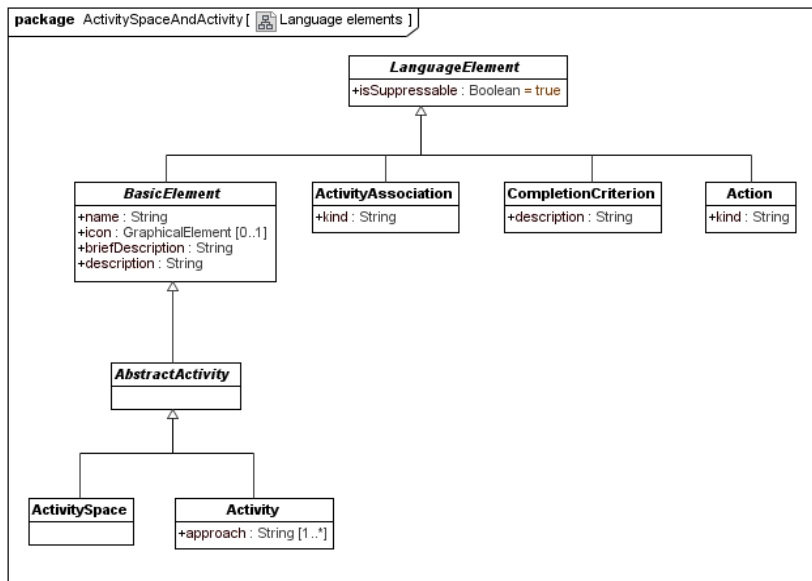 package ActivitySpaceAndActivity [ Language elements ]
LanguageElement
+isSuppressable : Boolean = true
BasicElement
+name : String
+icon : GraphicalElement [0..1]
+briefDescription : String
+description : String
ActivityAssociation
+kind : String
CompletionCriterion
+description : String
Action
+kind : String
AbstractActivity
ActivitySpace
Activity
+approach : String [1..*]